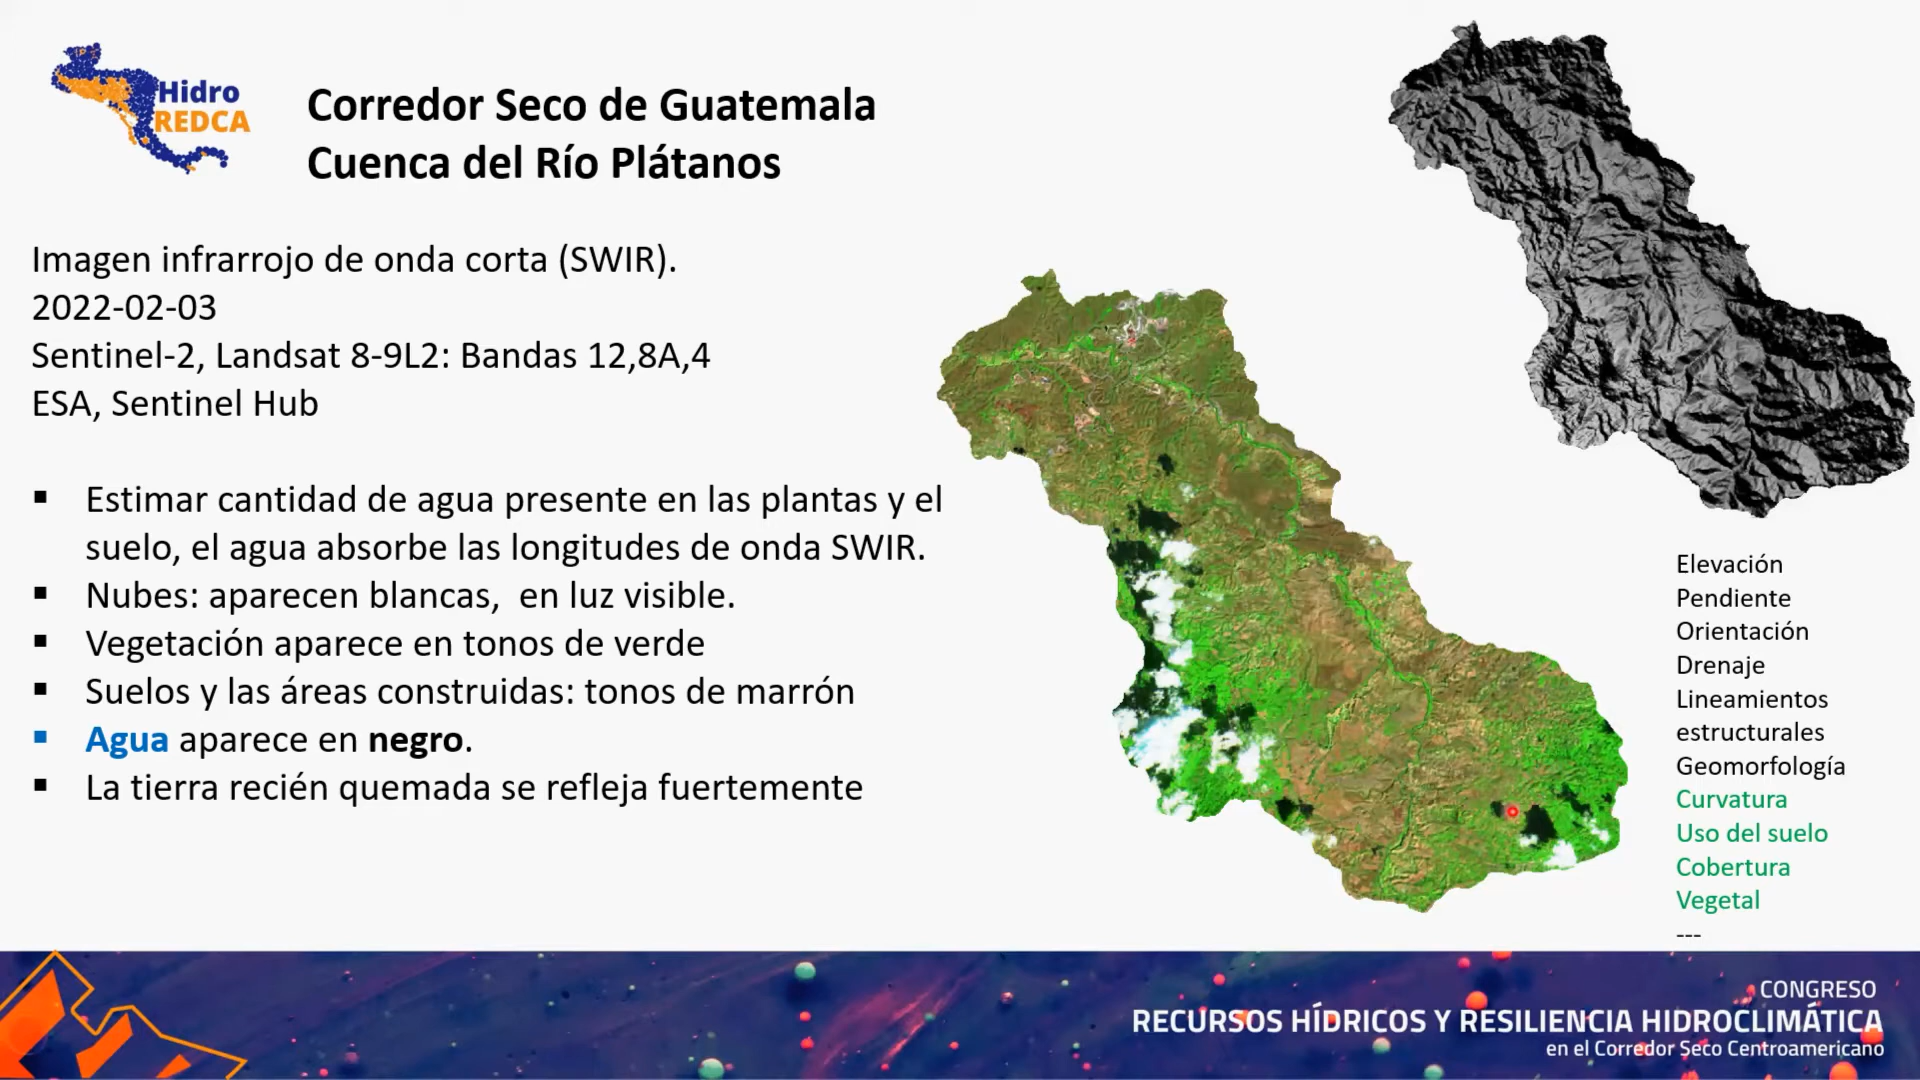 Hidro
REDCA
Corredor Seco de Guatemala
Cuenca del Río Plátanos
Imagen infrarrojo de onda corta (SWIR).
2022-02-03
Sentinel-2, Landsat 8-9L2: Bandas 12,8A,4
ESA, Sentinel Hub
▪ Estimar cantidad de agua presente en las plantas y el
suelo, el agua absorbe las longitudes de onda SWIR.
▪ Nubes: aparecen blancas,  en luz visible.
▪ Vegetación aparece en tonos de verde
▪ Suelos y las áreas construidas: tonos de marrón
▪ Agua aparece en negro.
▪ La tierra recién quemada se refleja fuertemente
Elevación
Pendiente
Orientación
Drenaje
Lineamientos
estructurales
Geomorfología
Curvatura
Uso del suelo
Cobertura
Vegetal
---
CONGRESO
RECURSOS HÍDRICOS Y RESILIENCIA HIDROCLIMÁTICA
en el Corredor Seco Centroamericano